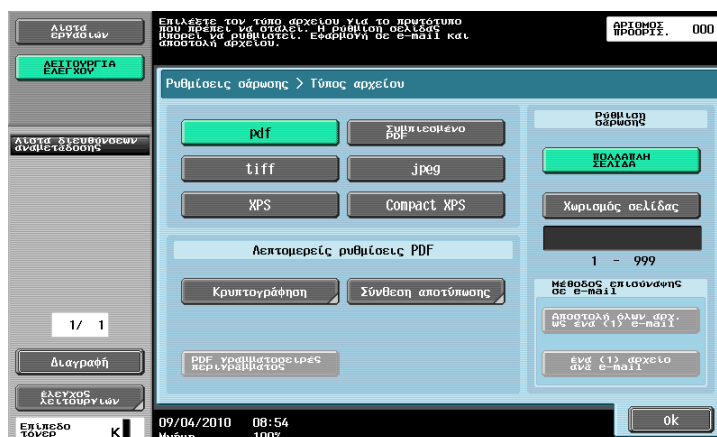 Λίστα
εργασιών
Επιλέξτε τον τύπο αρχείου για το πρωτότυπο
που πρέπει να σταλεί. Η ρύθμιση σελίδας
μπορεί να ρυθμιστεί. Εφαρμογή σε e-mail και
αποστολή αρχείου.
ΑΡΙΘΜΟΣ
ΠΡΟΟΡΙΣ.
000
ΛΕΙΤΟΥΡΓΙΑ
ΕΛΕΓΧΟΥ
Ρυθμίσεις σάρωσης > Τύπος αρχείου
Λίστα διευθύνσεων
αναμετάδοσης
pdf
Συμπιεσμένο
PDF
tiff
jpeg
XPS
Compact XPS
Ρύθμιση
σάρωσης
ΠΟΛΛΑΠΛΗ
ΣΕΛΙΔΑ
Χωρισμός σελίδας
1 - 999
Λεπτομερείς ρυθμίσεις PDF
Κρυπτογράφηση
Σύνθεση αποτύπωσης
PDF γραμματοσειρές
περιγράμματος
Μέθοδος επισύναψης
σε e-mail
Αποστολή όλων αρχ.
ως ένα (1) e-mail
ένα (1) αρχείο
ανά e-mail
1/ 1
Διαγραφή
έλεγχος
λειτουργιών
Επίπεδο
τόνερ
K
09/04/2010 08:54
Μνήμη 100%
ok